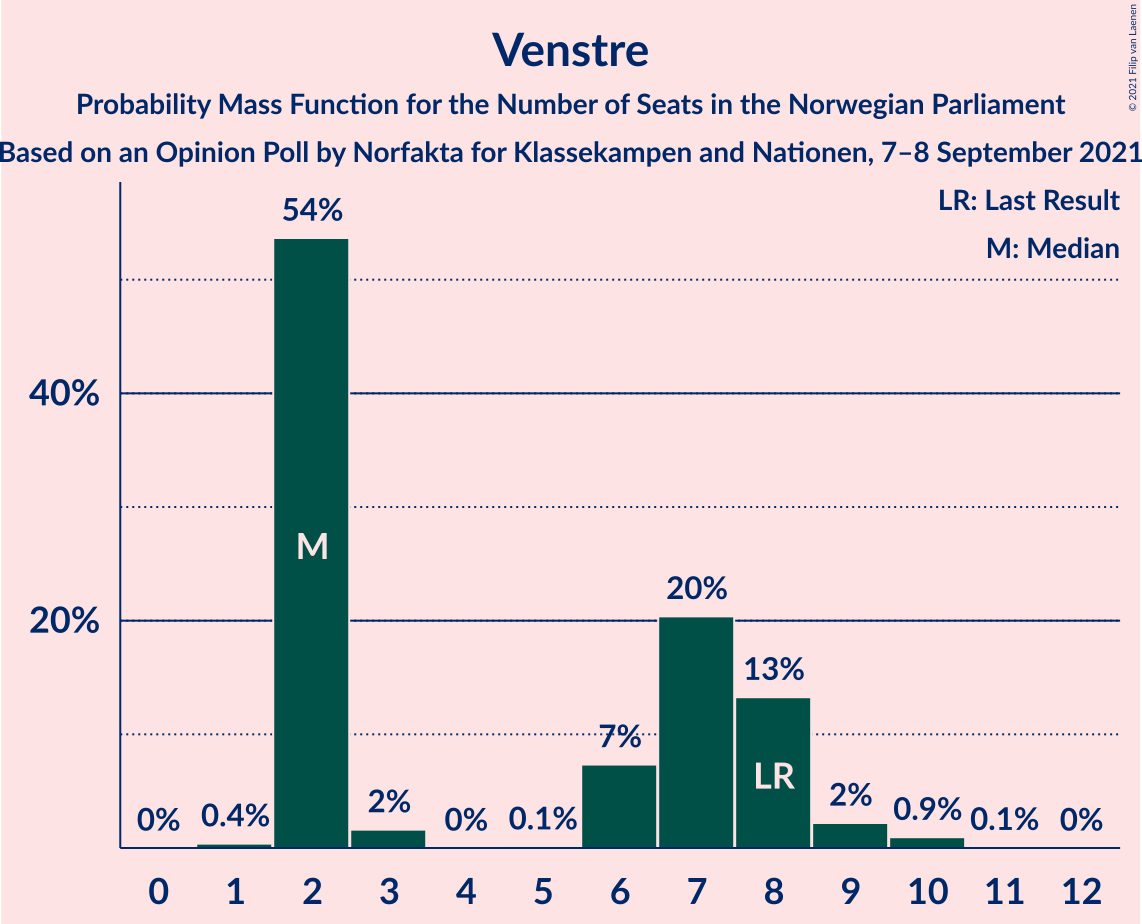 Venstre
Probability Mass Function for the Number of Seats in the Norwegian Parliament
Based on an Opinion Poll by Norfakta for Klassekampen and Nationen, 7–8 September 2021
© 2021 Filip van Laenen
LR: Last Result
M: Median
54%
40%
M
20%
20%
13%
7%
LR
0%
0.4%
2%
0%
0.1%
2%
0.9%
0.1%
0%
0 1 2 3 4 5 6 7 8 9 10 11 12